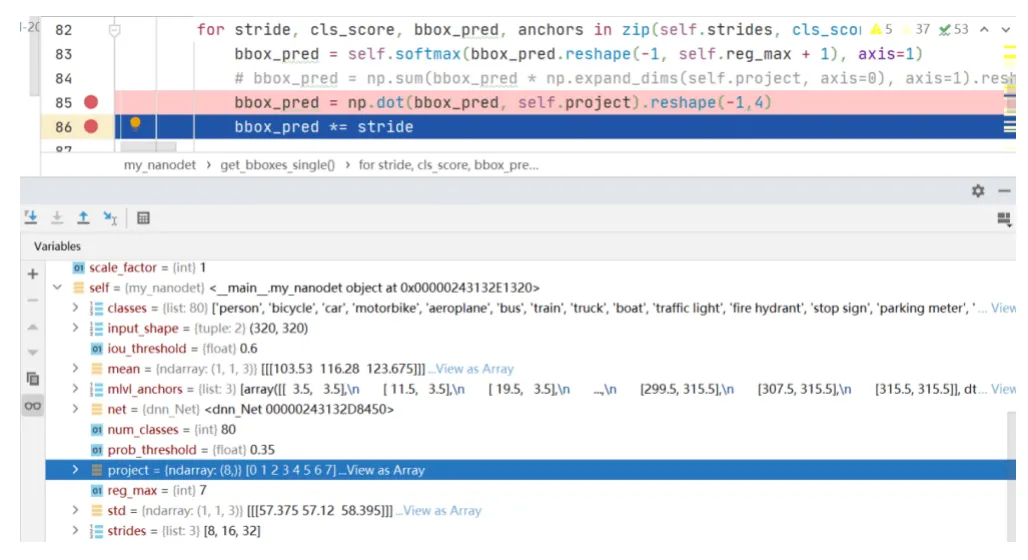 82 for stride, cls_score, bbox_pred, anchors in zip(self.strides, cls_sco 5 37 53
83 bbox_pred = self.softmax(bbox_pred.reshape(-1, self.reg_max + 1), axis=1)
84 # bbox_pred = np.sum(bbox_pred * np.expand_dims(self.project, axis=0), axis=1).resh
85 bbox_pred = np.dot(bbox_pred, self.project).reshape(-1,4)
86 bbox_pred *= stride
87
my_nanodet › get_bboxes_single() › for stride, cls_score, bbox_pre...
Variables
scale_factor = {int} 1
self = {my_nanodet} <__main__.my_nanodet object at 0x00000243132E1320>
classes = {list: 80} ['person', 'bicycle', 'car', 'motorbike', 'aeroplane', 'bus', 'train', 'truck', 'boat', 'traffic light', 'fire hydrant', 'stop sign', 'parking meter', ' ... View
input_shape = {tuple: 2} (320, 320)
iou_threshold = {float} 0.6
mean = {ndarray: (1, 1, 3)} [[[103.53 116.28 123.675]]] ...View as Array
mlvl_anchors = {list: 3} [array([[ 3.5, 3.5],\n [ 11.5, 3.5],\n [ 19.5, 3.5],\n ...,\n [299.5, 315.5],\n [307.5, 315.5],\n [315.5, 315.5]], dt... View
net = {dnn_Net} <dnn_Net 00000243132D8450>
num_classes = {int} 80
prob_threshold = {float} 0.35
project = {ndarray: (8,)} [0 1 2 3 4 5 6 7] ...View as Array
reg_max = {int} 7
std = {ndarray: (1, 1, 3)} [[[57.375 57.12 58.395]]] ...View as Array
strides = {list: 3} [8, 16, 32]